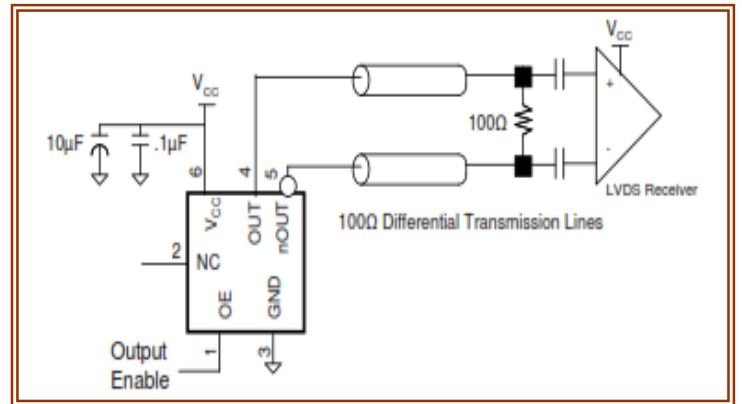 VCC
VCC
10µF
.1µF
100Ω
+
-
LVDS Receiver
6
4
5
VCC
OUT
nOUT
100Ω Differential Transmission Lines
2
NC
OE
GND
Output
Enable
1
3